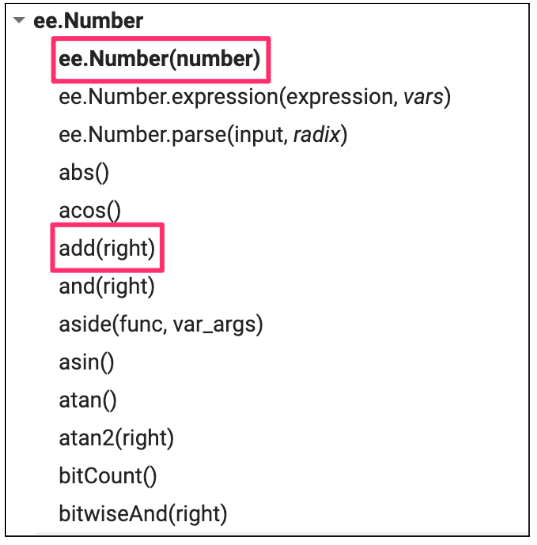 ee.Number
ee.Number(number)
ee.Number.expression(expression, vars)
ee.Number.parse(input, radix)
abs()
acos()
add(right)
and(right)
aside(func, var_args)
asin()
atan()
atan2(right)
bitCount()
bitwiseAnd(right)